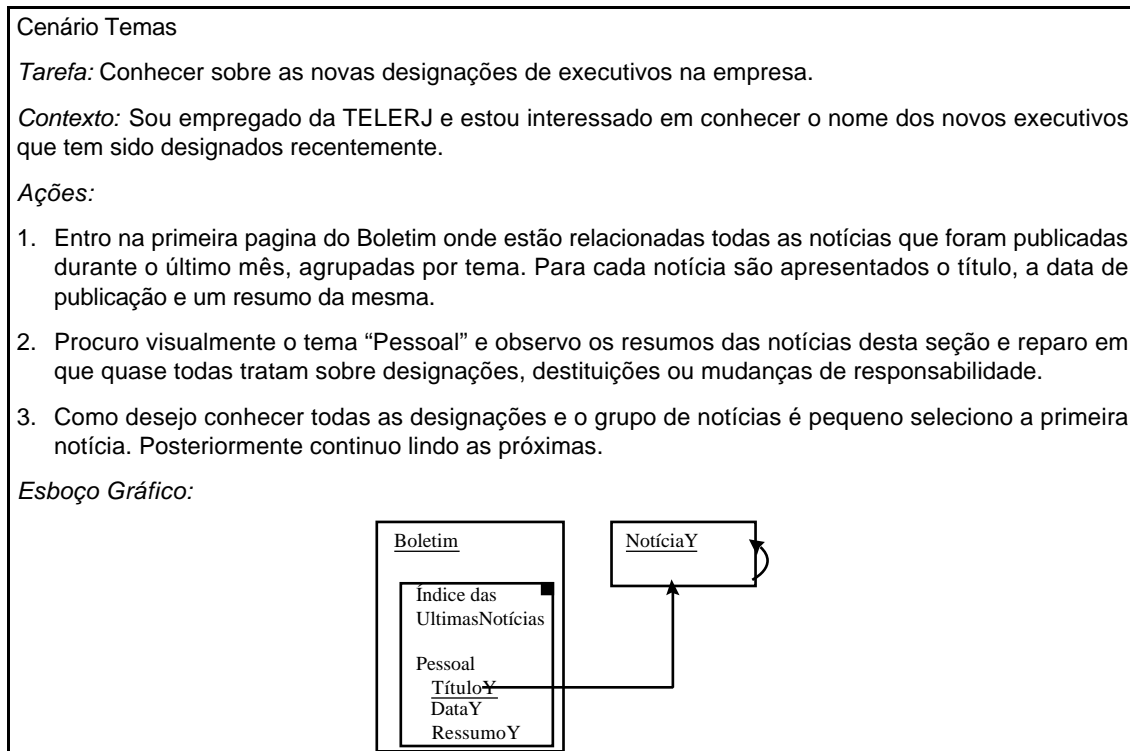 Cenário Temas
Tarefa: Conhecer sobre as novas designações de executivos na empresa.
Contexto: Sou empregado da TELERJ e estou interessado em conhecer o nome dos novos executivos
que tem sido designados recentemente.
Ações:
1. Entro na primeira pagina do Boletim onde estão relacionadas todas as notícias que foram publicadas
durante o último mês, agrupadas por tema. Para cada notícia são apresentados o título, a data de
publicação e um resumo da mesma.
2. Procuro visualmente o tema “Pessoal” e observo os resumos das notícias desta seção e reparo em
que quase todas tratam sobre designações, destituições ou mudanças de responsabilidade.
3. Como desejo conhecer todas as designações e o grupo de notícias é pequeno seleciono a primeira
notícia. Posteriormente continuo lindo as próximas.
Esboço Gráfico:
Boletim
NotíciaY
Índice das
UltimasNotícias
Pessoal
TítuloY
DataY
RessumoY